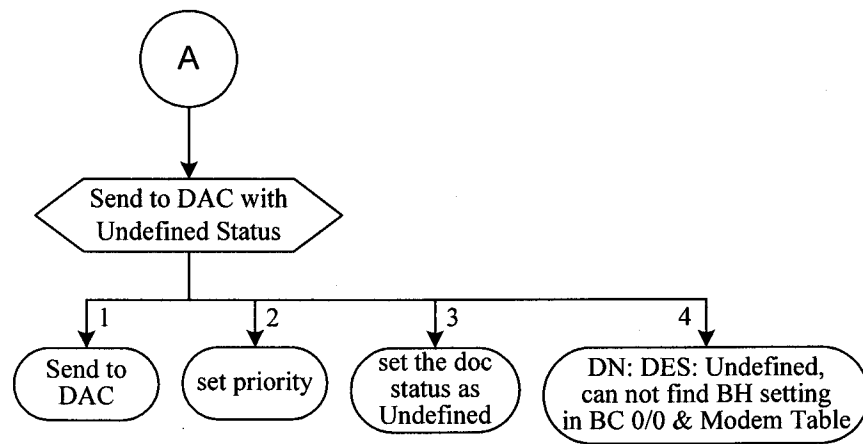 A
Send to DAC with
Undefined Status
1
2
3
4
Send to
DAC
set priority
set the doc
status as
Undefined
DN: DES: Undefined,
can not find BH setting
in BC 0/0 & Modem Table